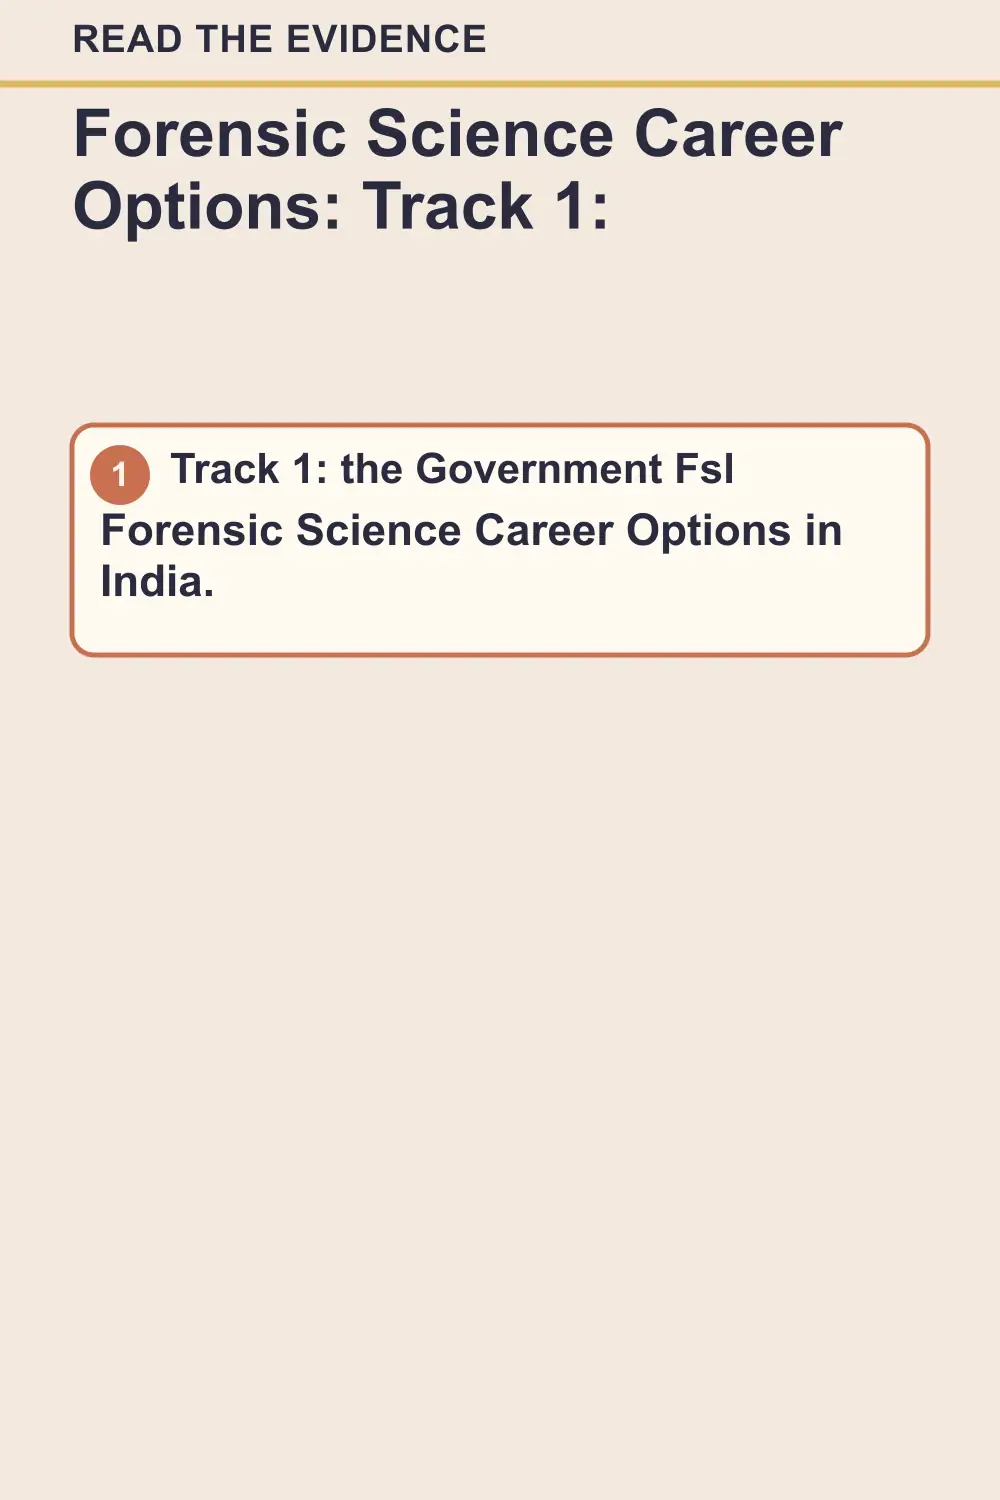 READ THE EVIDENCE
Forensic Science Career
Options: Track 1:
1 Track 1: the Government Fsl
Forensic Science Career Options in
India.